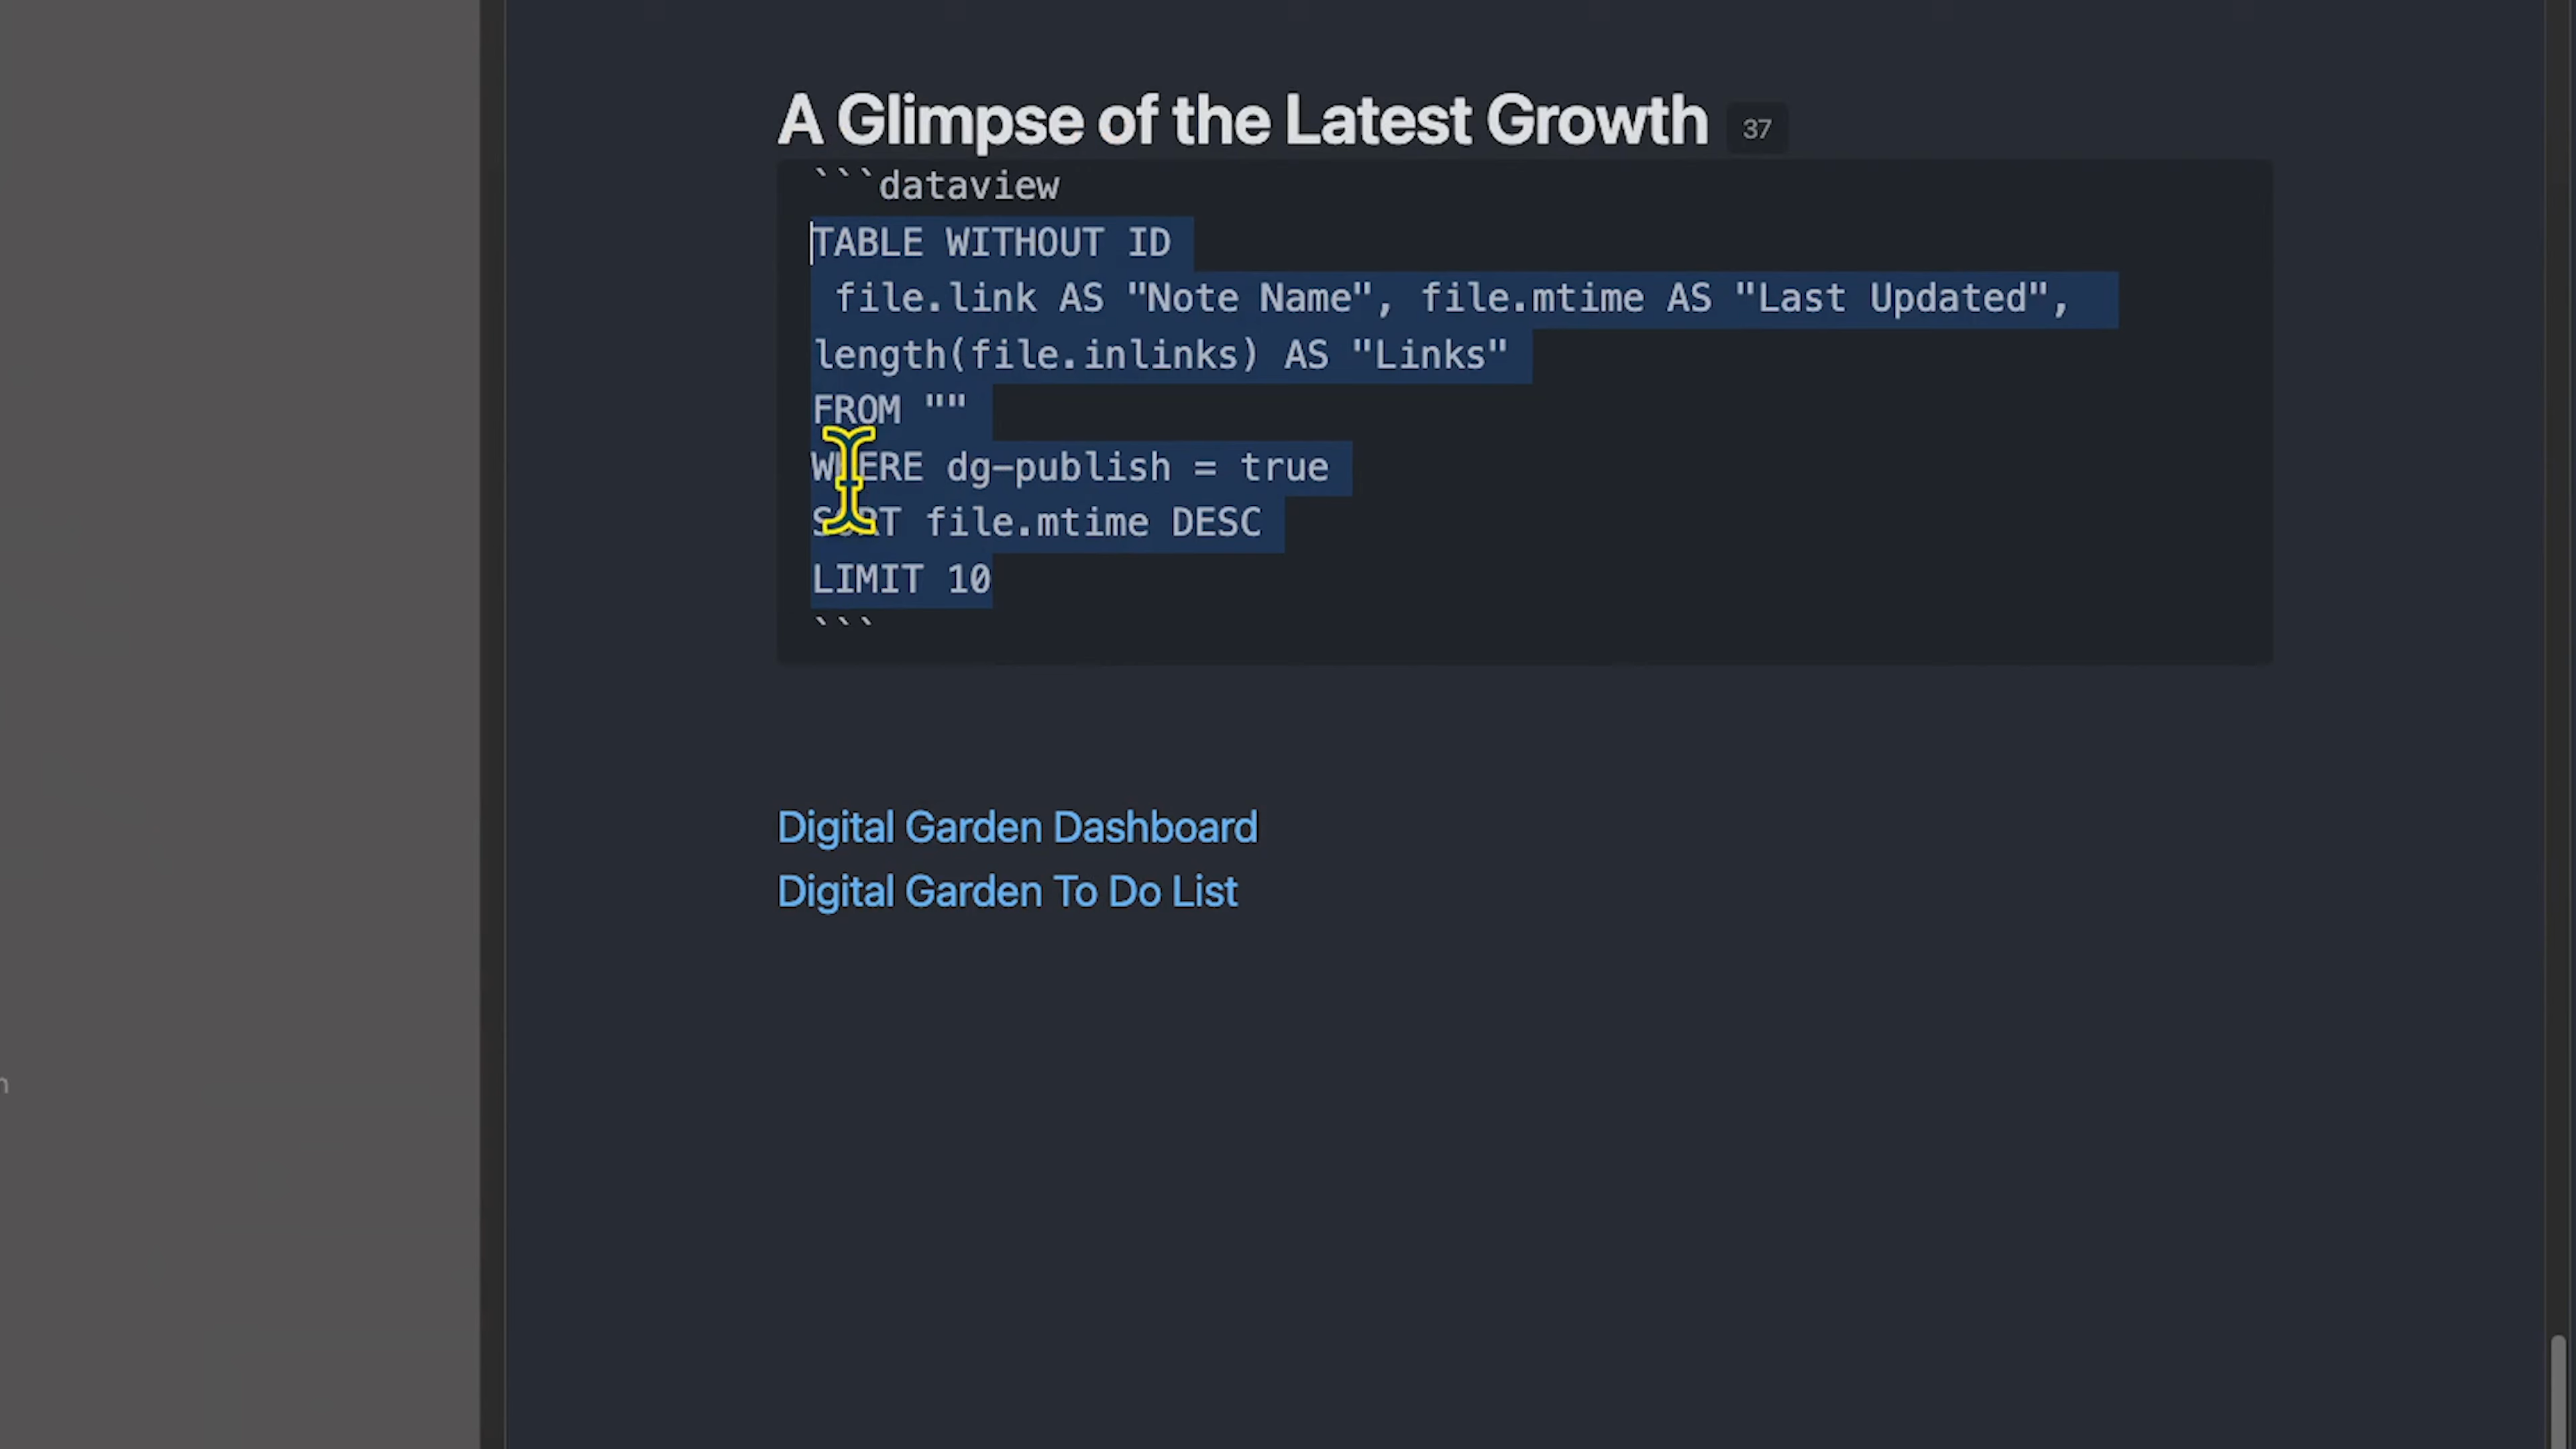 A Glimpse of the Latest Growth 37
```dataview
TABLE WITHOUT ID
file.link AS "Note Name", file.mtime AS "Last Updated",
length(file.inlinks) AS "Links"
FROM ""
WHERE dg-publish = true
SORT file.mtime DESC
LIMIT 10
```
Digital Garden Dashboard
Digital Garden To Do List